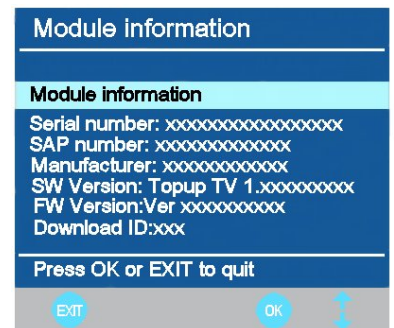 Module information
Module information
Serial number: xxxxxxxxxxxxxxxxx
SAP number: xxxxxxxxxxxxx
Manufacturer: xxxxxxxxxxxx
SW Version: Topup TV 1.xxxxxxxxx
FW Version:Ver xxxxxxxxxx
Download ID:xxx
Press OK or EXIT to quit
EXIT OK